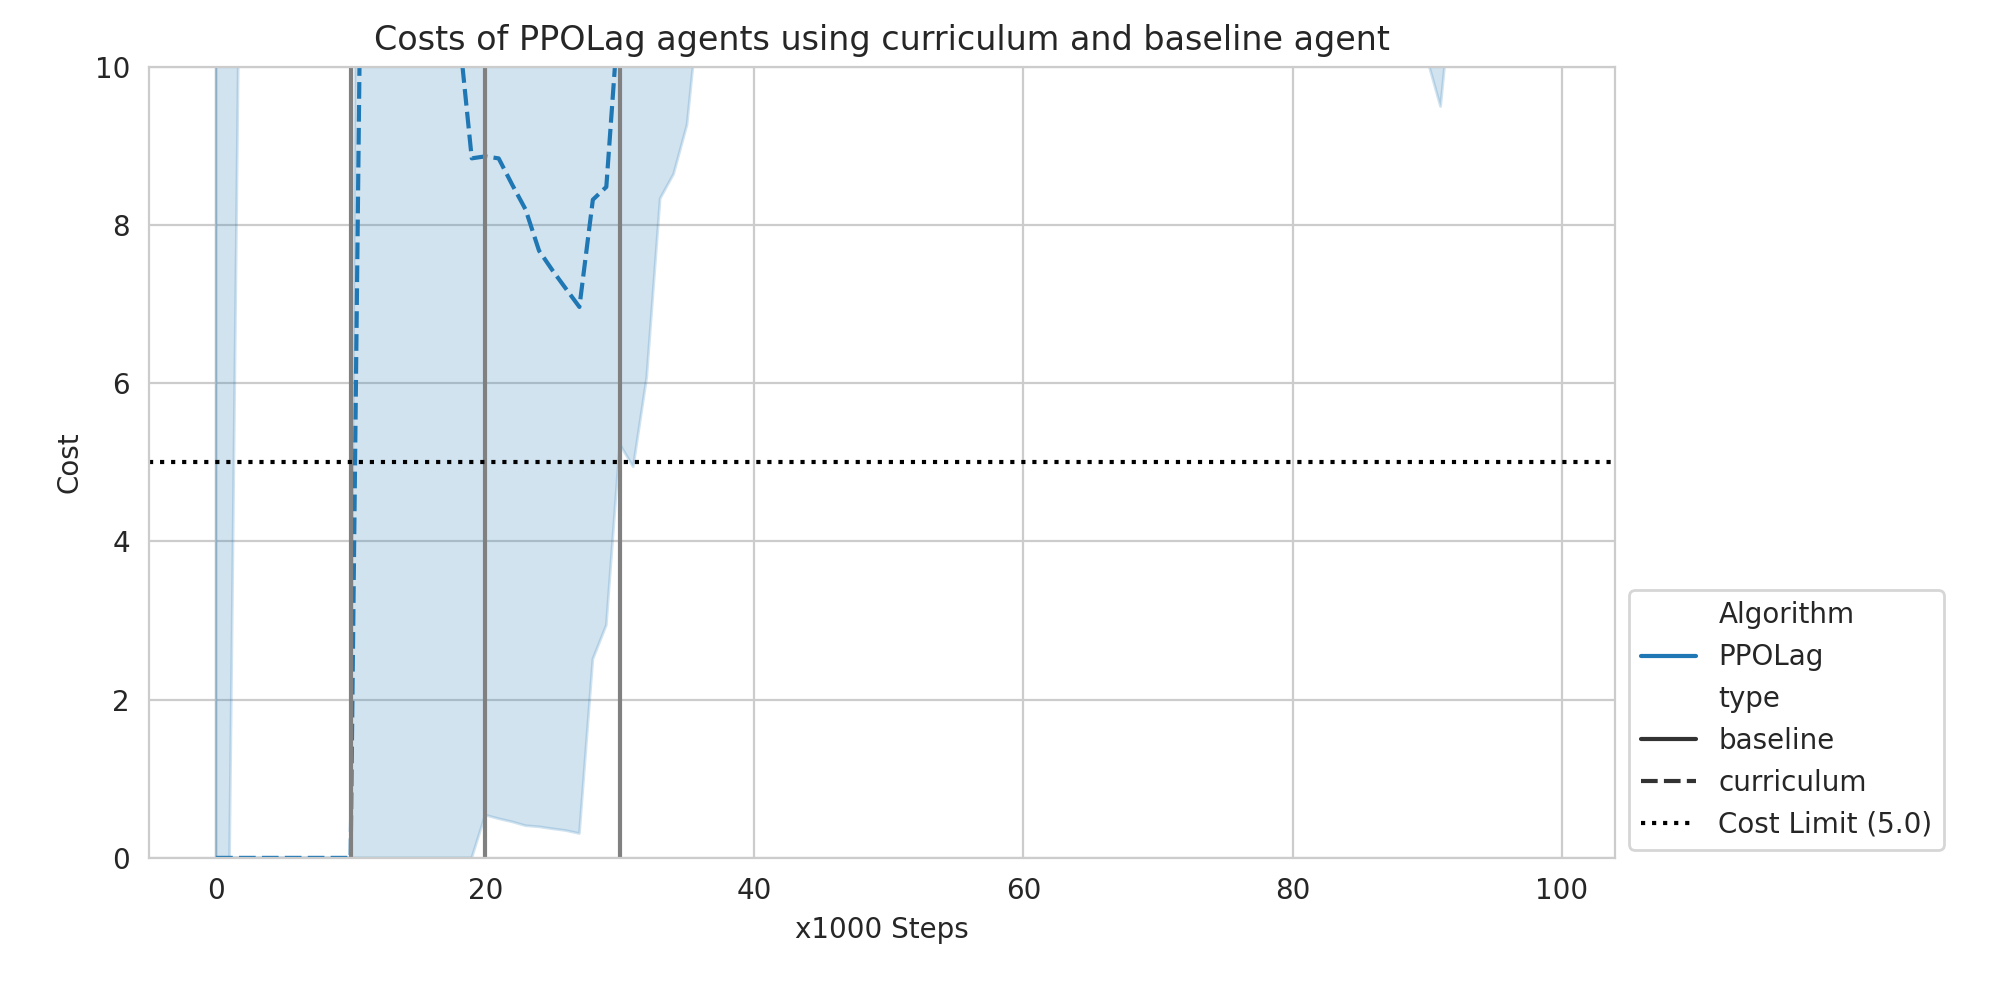 Costs of PPOLag agents using curriculum and baseline agent
10
8
6
4
2
0
Cost
0 20 40 60 80 100
x1000 Steps
Algorithm
PPOLag
type
baseline
curriculum
Cost Limit (5.0)